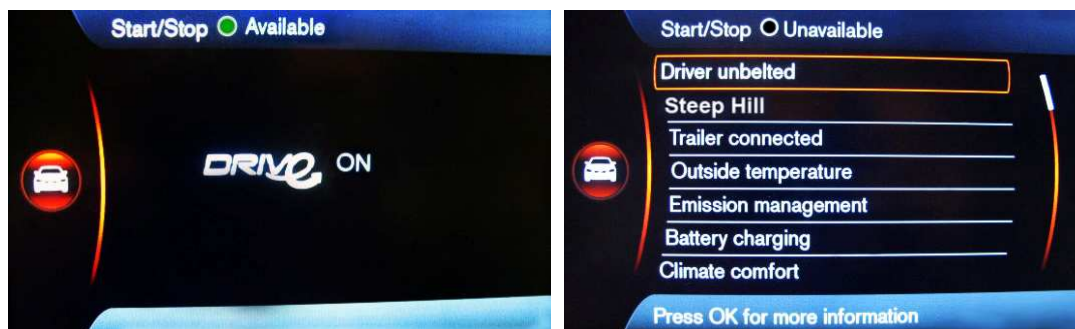 Start/Stop Available
DRIVe ON
Start/Stop Unavailable
Driver unbelted
Steep Hill
Trailer connected
Outside temperature
Emission management
Battery charging
Climate comfort
Press OK for more information